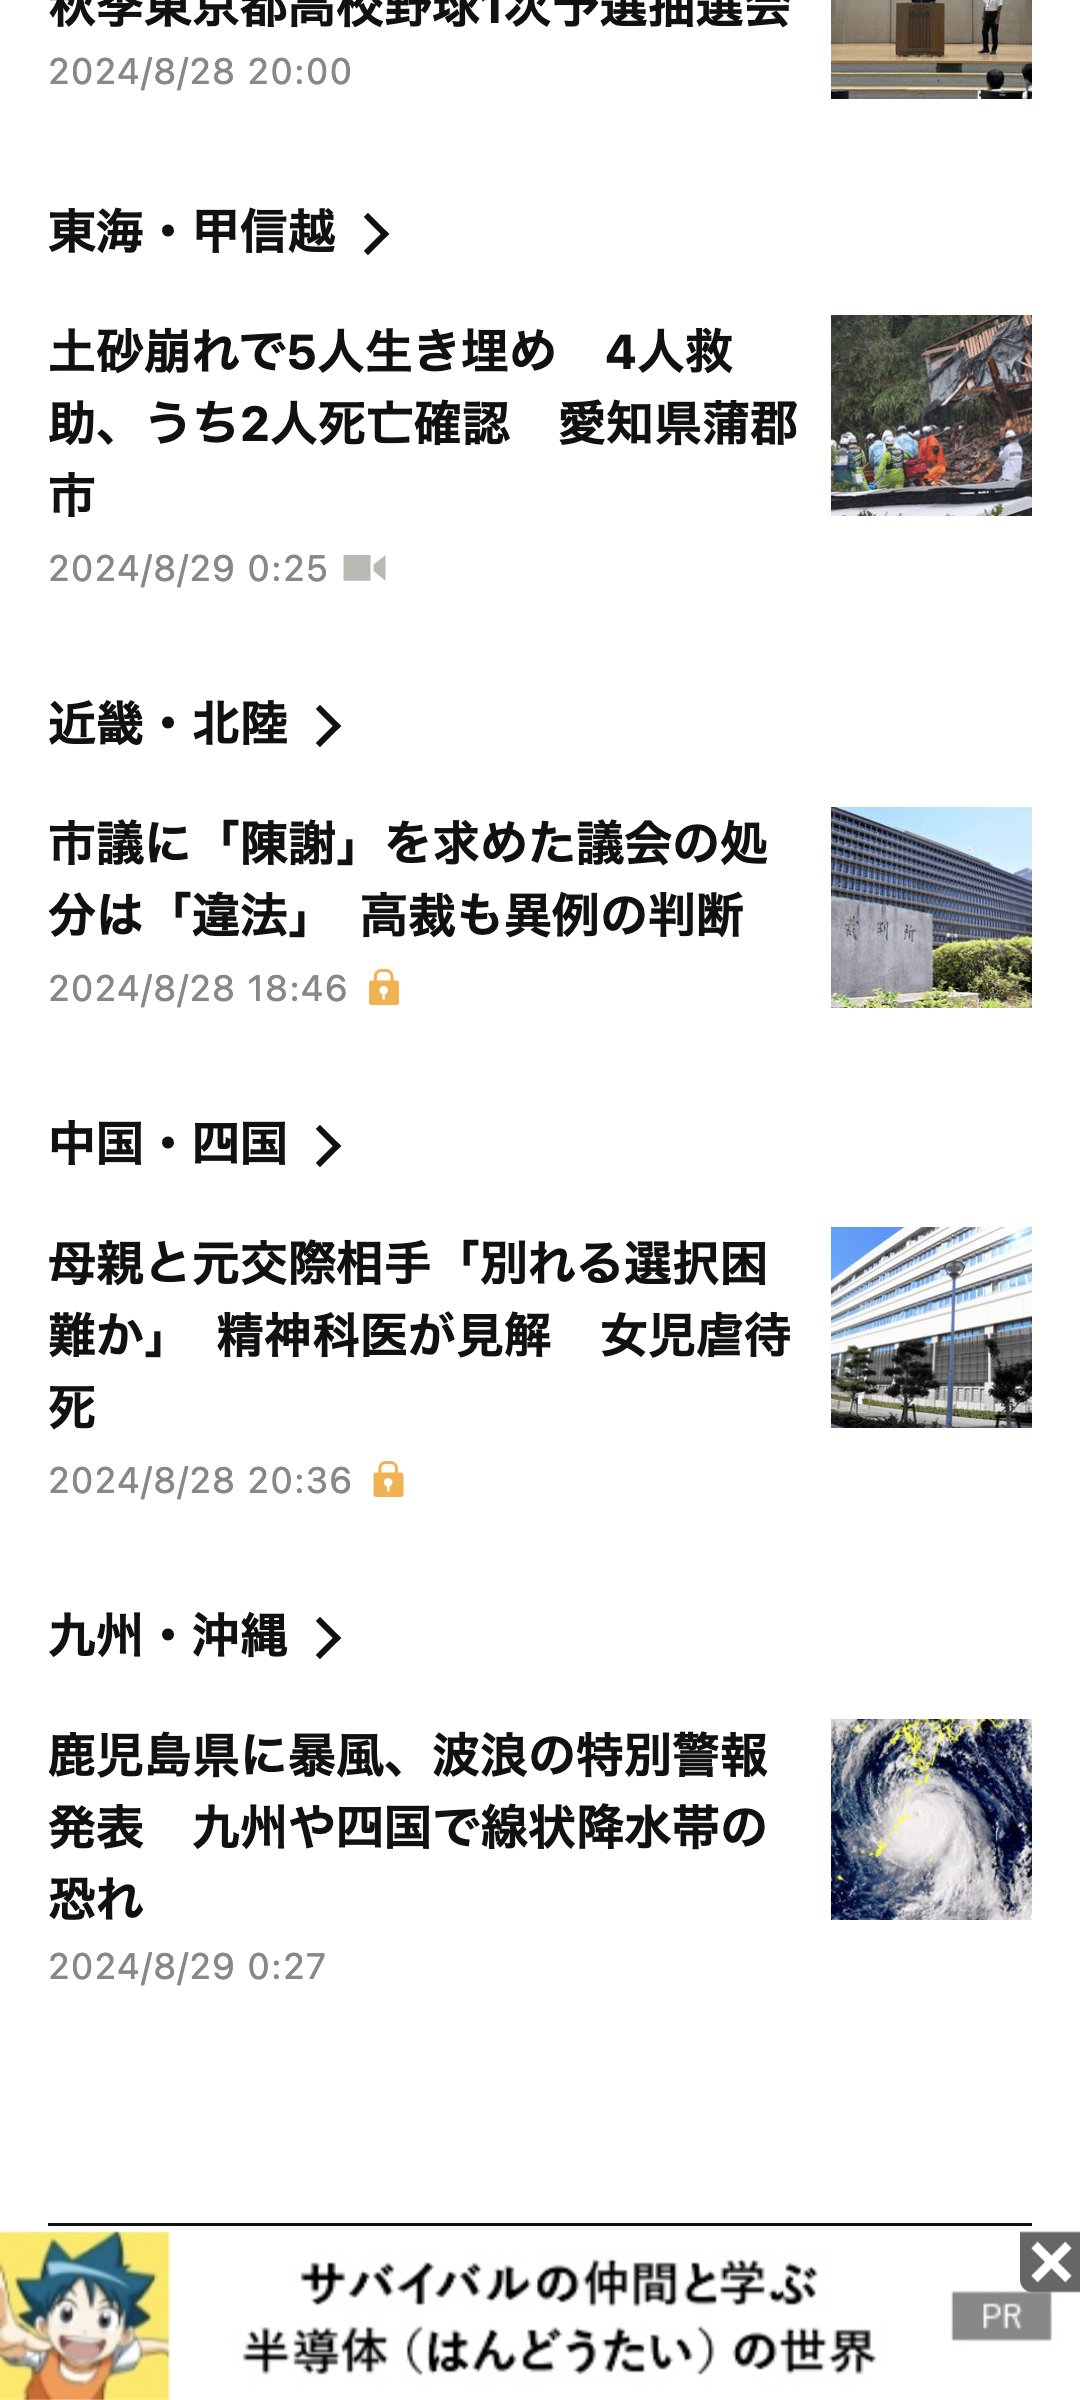 秋季東京都高校野球1次予選抽選会
2024/8/28 20:00
東海・甲信越
土砂崩れで5人生き埋め　4人救
助、うち2人死亡確認　愛知県蒲郡
市
2024/8/29 0:25
近畿・北陸
市議に「陳謝」を求めた議会の処
分は「違法」　高裁も異例の判断
裁判所
2024/8/28 18:46
中国・四国
母親と元交際相手「別れる選択困
難か」　精神科医が見解　女児虐待
死
2024/8/28 20:36
九州・沖縄
鹿児島県に暴風、波浪の特別警報
発表　九州や四国で線状降水帯の
恐れ
2024/8/29 0:27
サバイバルの仲間と学ぶ
半導体（はんどうたい）の世界
PR